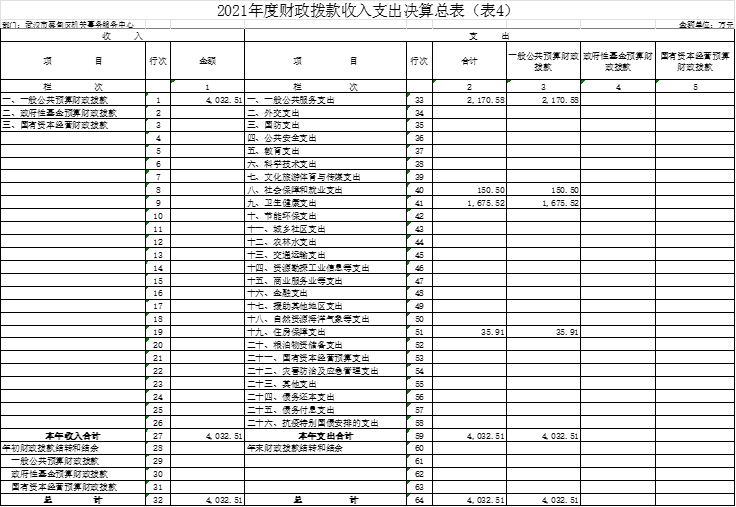 2021年度财政拨款收入支出决算总表（表4）
部门：武汉市蔡甸区机关事务服务中心 金额单位：万元
收 入 支 出
项 目 行次 金额 项 目 行次 合计 一般公共预算财政拨款 政府性基金预算财政拨款 国有资本经营预算财政拨款
栏 次 1 栏 次 2 3 4 5
一、一般公共预算财政拨款 1 4,032.51 一、一般公共服务支出 33 2,170.58 2,170.58
二、政府性基金预算财政拨款 2 二、外交支出 34
三、国有资本经营财政拨款 3 三、国防支出 35
4 四、公共安全支出 36
5 五、教育支出 37
6 六、科学技术支出 38
7 七、文化旅游体育与传媒支出 39
8 八、社会保障和就业支出 40 150.50 150.50
9 九、卫生健康支出 41 1,675.52 1,675.52
10 十、节能环保支出 42
11 十一、城乡社区支出 43
12 十二、农林水支出 44
13 十三、交通运输支出 45
14 十四、资源勘探工业信息等支出 46
15 十五、商业服务业等支出 47
16 十六、金融支出 48
17 十七、援助其他地区支出 49
18 十八、自然资源海洋气象等支出 50
19 十九、住房保障支出 51 35.91 35.91
20 二十、粮油物资储备支出 52
21 二十一、国有资本经营预算支出 53
22 二十二、灾害防治及应急管理支出 54
23 二十三、其他支出 55
24 二十四、债务还本支出 56
25 二十五、债务付息支出 57
26 二十六、抗疫特别国债安排的支出 58
本年收入合计 27 4,032.51 本年支出合计 59 4,032.51 4,032.51
年初财政拨款结转和结余 28 年末财政拨款结转和结余 60
一般公共预算财政拨款 29 61
政府性基金预算财政拨款 30 62
国有资本经营预算财政拨款 31 63
总 计 32 4,032.51 总 计 64 4,032.51 4,032.51